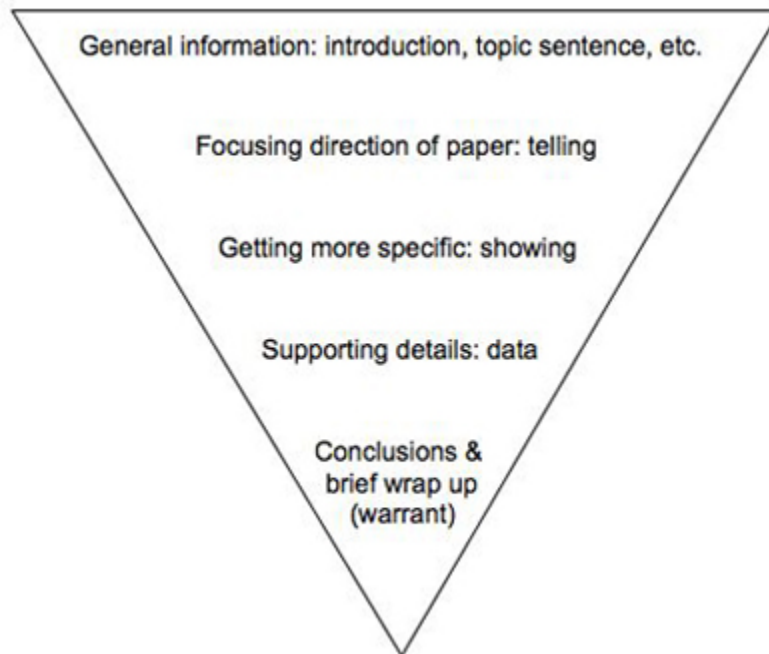 General information: introduction, topic sentence, etc.
Focusing direction of paper: telling
Getting more specific: showing
Supporting details: data
Conclusions &
brief wrap up
(warrant)